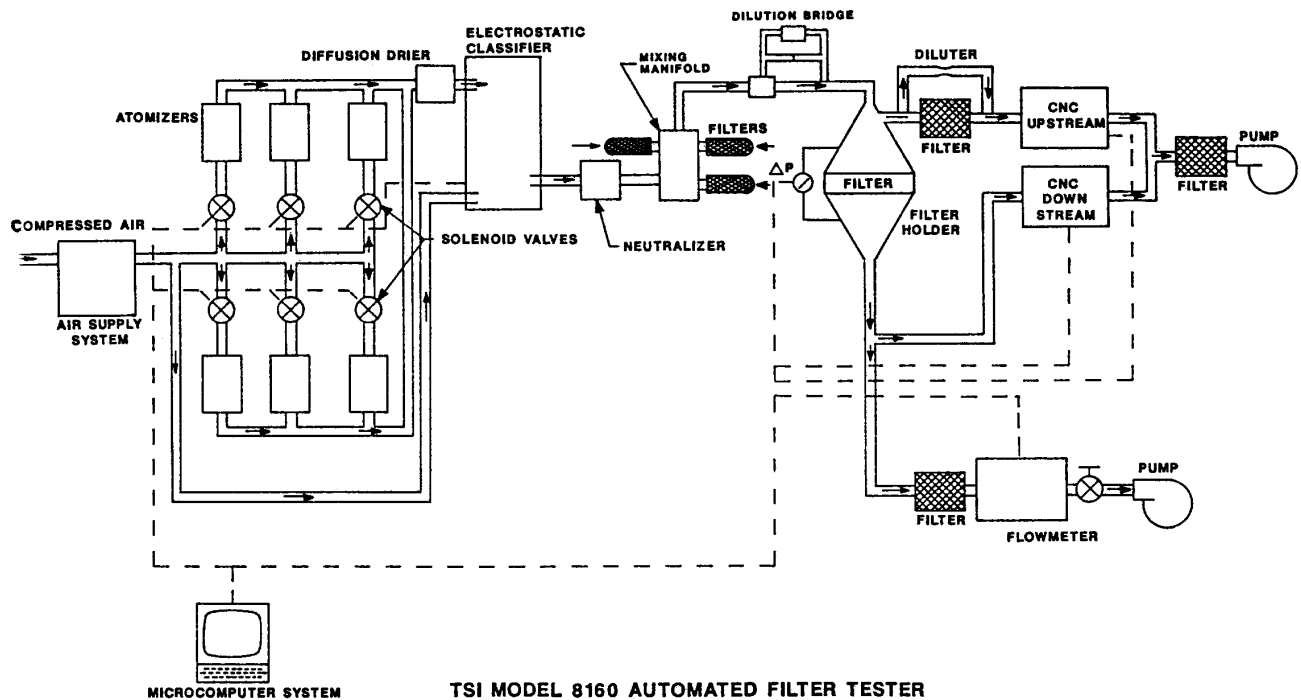 DILUTION BRIDGE
ELECTROSTATIC
CLASSIFIER
DIFFUSION DRIER
MIXING
MANIFOLD
DILUTER
ATOMIZERS
FILTERS
CNC
UPSTREAM
FILTER
PUMP
FILTER
△P
FILTER
CNC
DOWN
STREAM
FILTER
HOLDER
COMPRESSED AIR
SOLENOID VALVES
NEUTRALIZER
AIR SUPPLY
SYSTEM
PUMP
FILTER
FLOWMETER
MICROCOMPUTER SYSTEM
TSI MODEL 8160 AUTOMATED FILTER TESTER